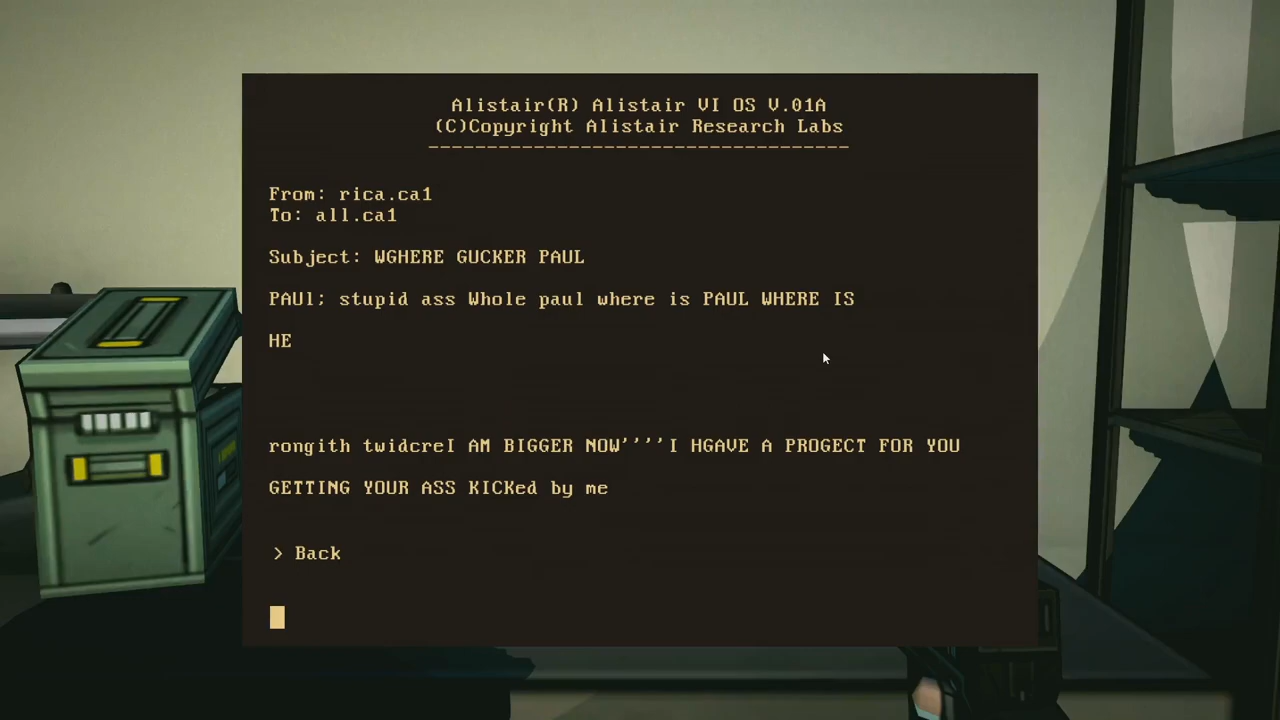 Alistair(R) Alistair VI OS V.01A
(C)Copyright Alistair Research Labs
------------------------------------
From: rica.ca1
To: all.ca1
Subject: WGHERE GUCKER PAUL
PAUl; stupid ass Whole paul where is PAUL WHERE IS
HE
rongith twidcreI AM BIGGER NOW''''I HGAVE A PROGECT FOR YOU
GETTING YOUR ASS KICKed by me
> Back